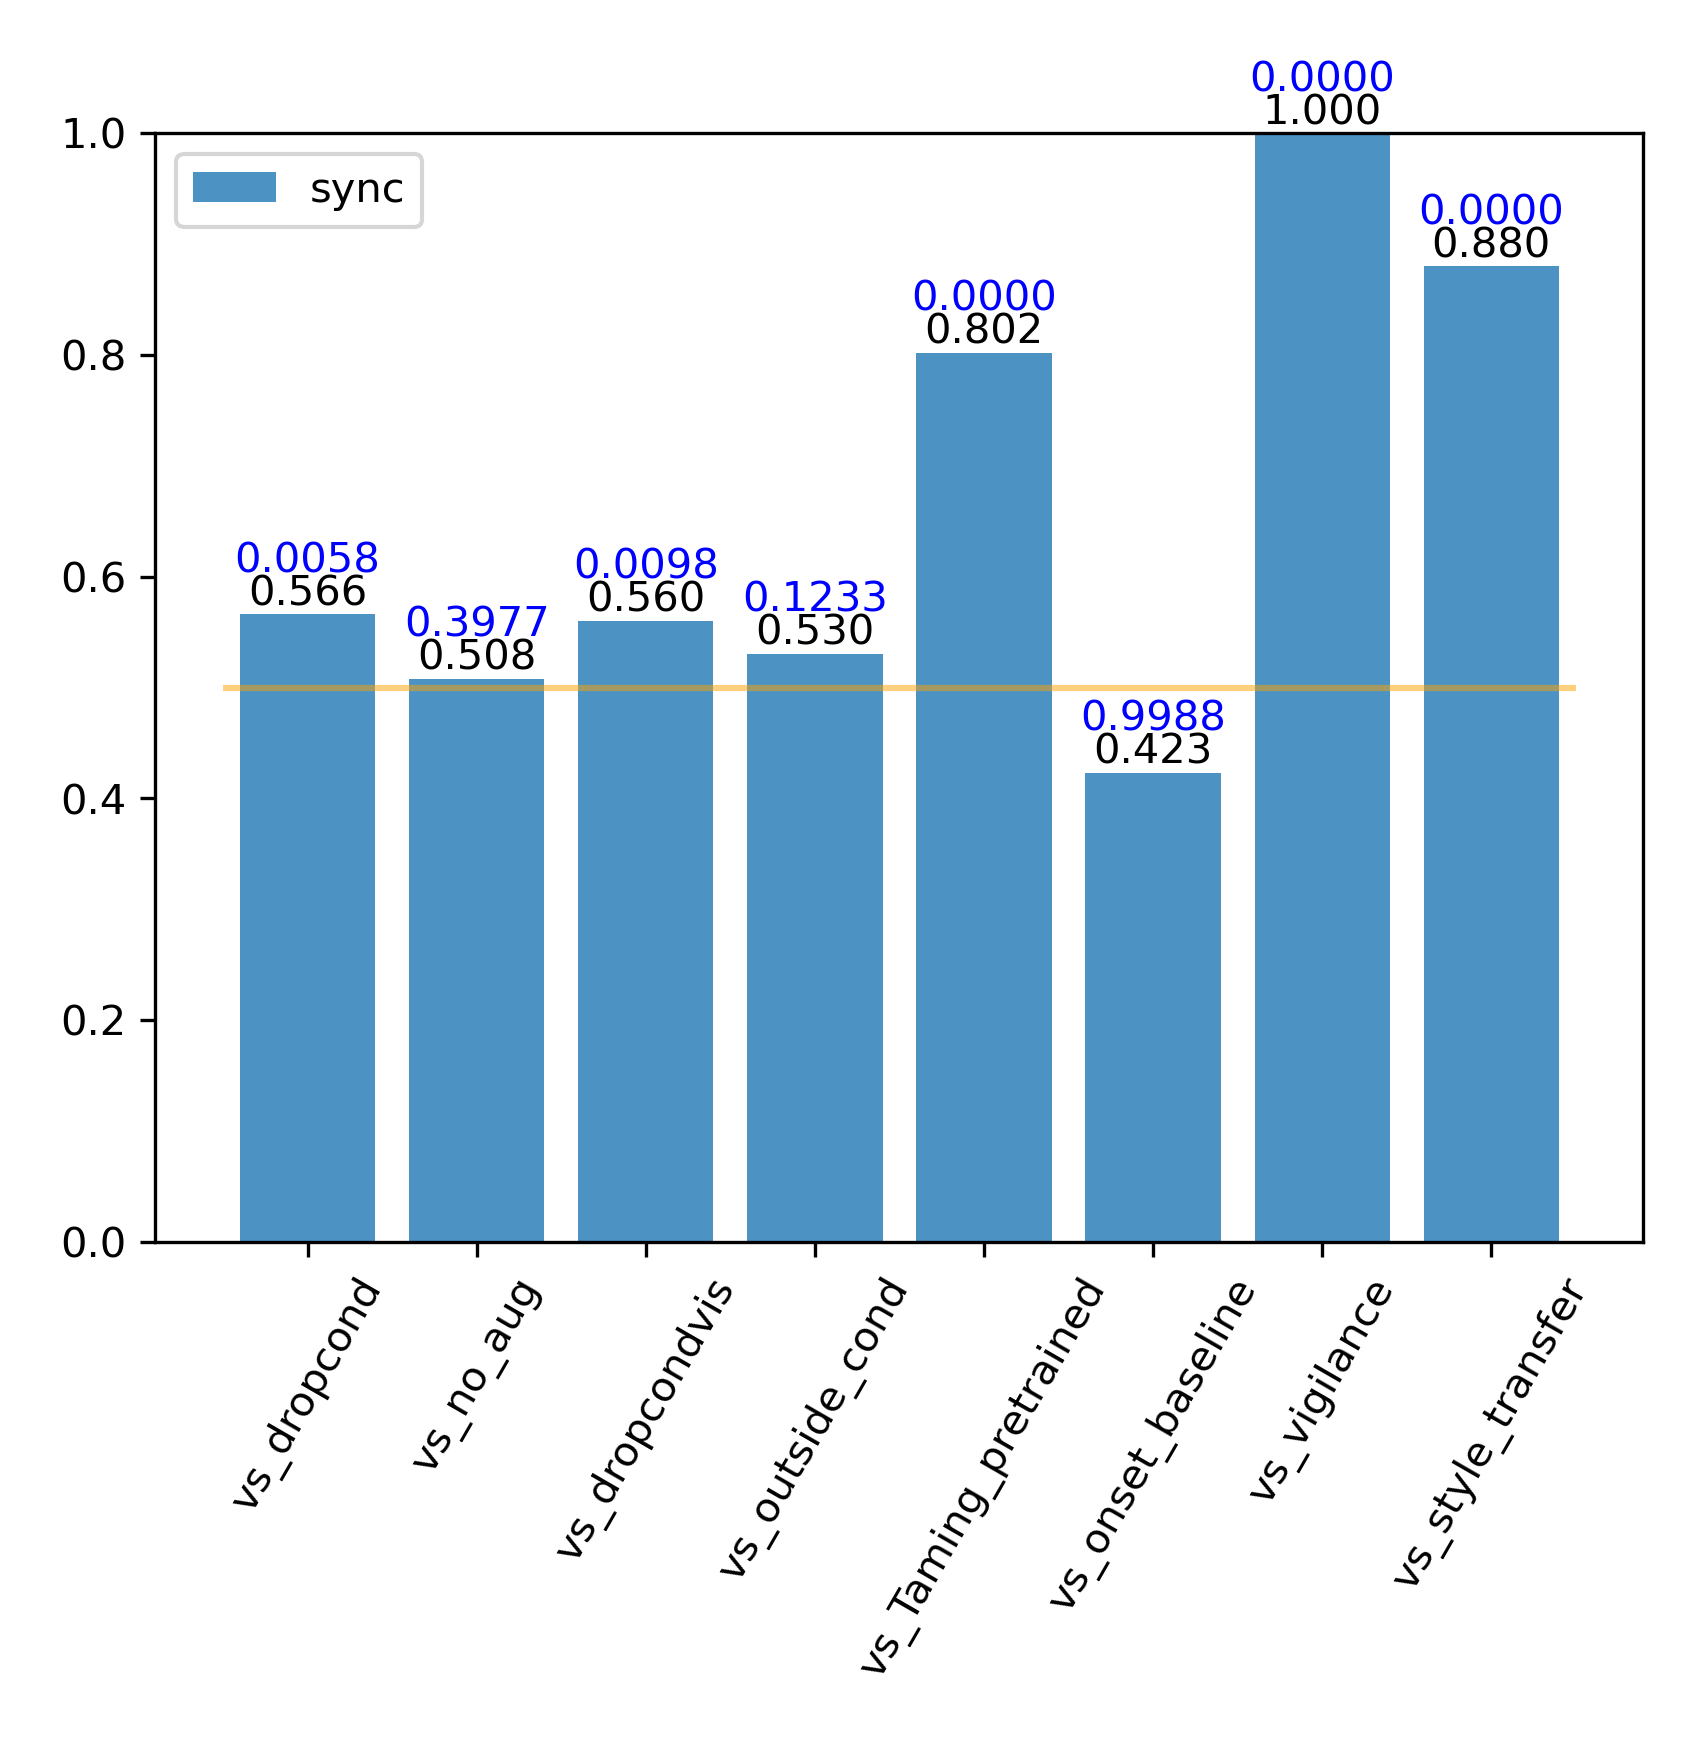 0.0000
1.000
1.0
sync
0.0000
0.880
0.0000
0.802
0.8
0.0058
0.566
0.3977
0.508
0.0098
0.560
0.1233
0.530
0.6
0.9988
0.423
0.4
0.2
0.0
vs_dropcond
vs_no_aug
vs_dropcondvis
vs_outside_cond
vs_Taming_pretrained
vs_onset_baseline
vs_vigilance
vs_style_transfer